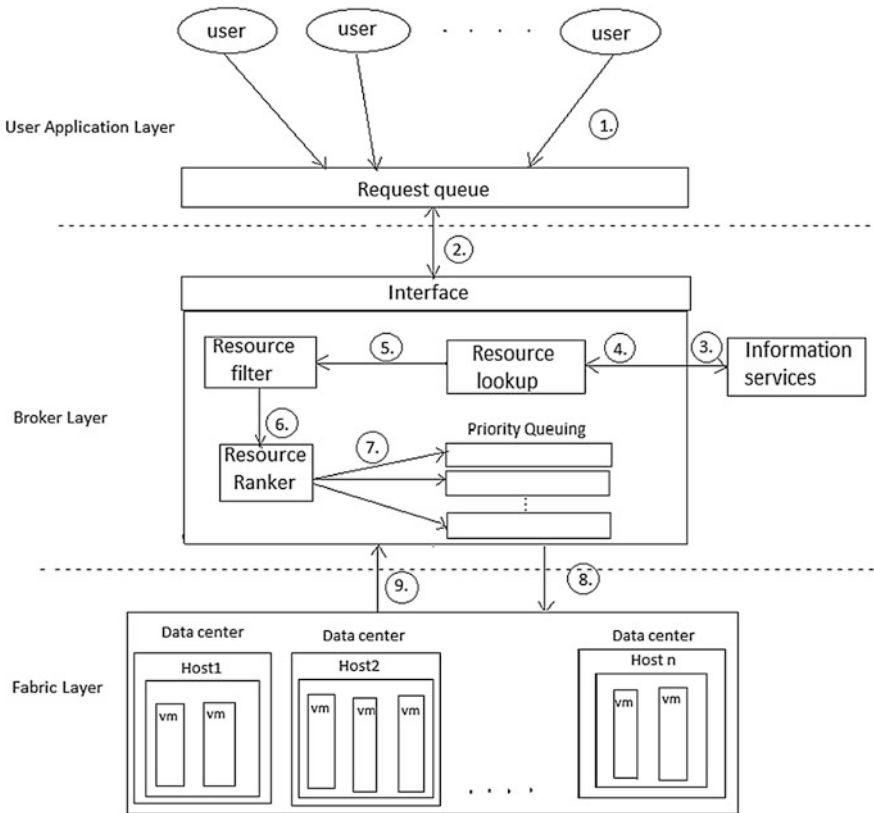 user
user
. . . . .
user
1.
User Application Layer
Request queue
2.
Interface
Resource
filter
5.
Resource
lookup
4.
3.
Information
services
Broker Layer
6.
7.
Priority Queuing
Resource
Ranker
9.
8.
Data center
Data center
Data center
Host1
Host2
Host n
Fabric Layer
vm
vm
vm
vm
vm
vm
vm
. . . .